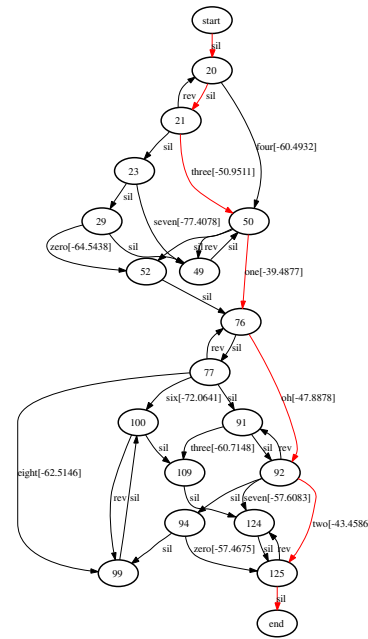 start
sil
20
rev sil
21
four[-60.4932]
sil
three[-50.9511]
23
sil
29
seven[-77.4078]
50
zero[-64.5438]
sil
sil rev
sil
one[-39.4877]
52
49
sil
76
rev sil
77
six[-72.0641]
sil
oh[-47.8878]
100
91
sil
three[-60.7148]
sil rev
eight[-62.5146]
109
92
rev sil
sil
sil
seven[-57.6083]
94
124
two[-43.4586
sil
zero[-57.4675]
sil rev
99
125
sil
end